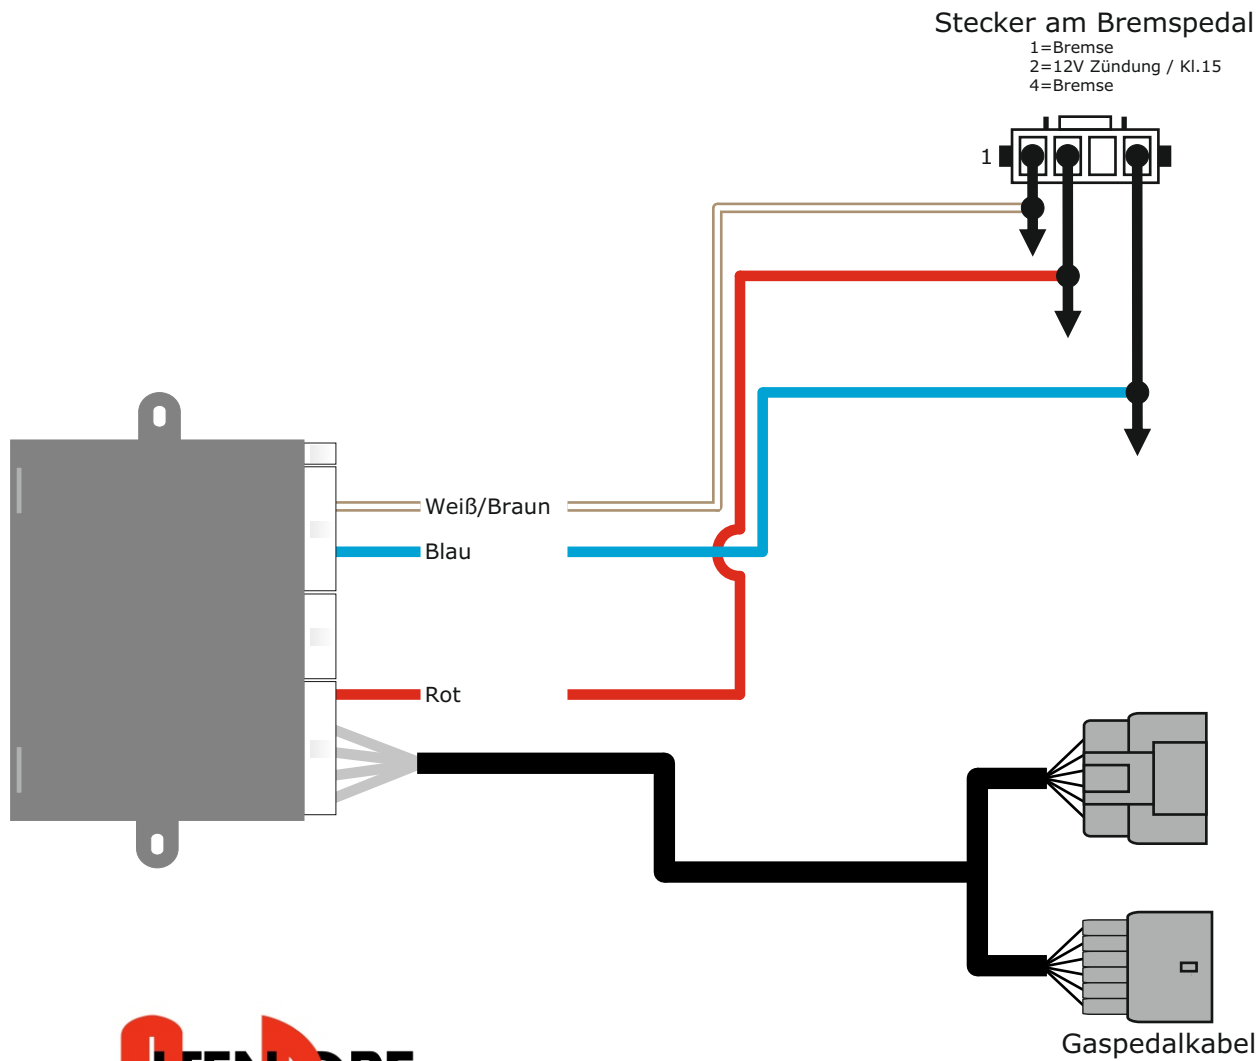 Stecker am Bremspedal
1=Bremse
2=12V Zündung / Kl.15
4=Bremse
1
Weiß/Braun
Blau
Rot
Gaspedalkabel